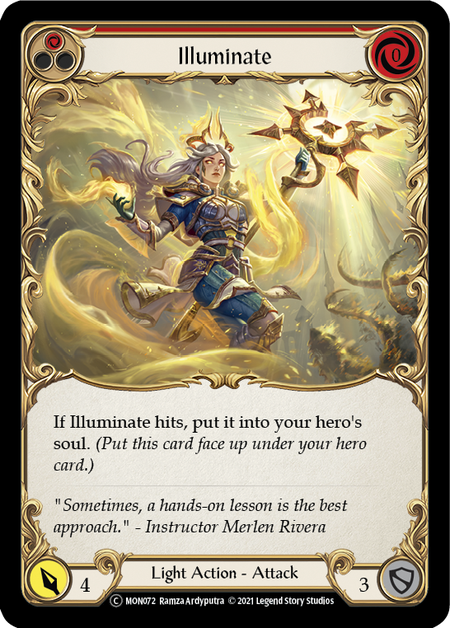 Illuminate
0
If Illuminate hits, put it into your hero's
soul. (Put this card face up under your hero
card.)
"Sometimes, a hands-on lesson is the best
approach." - Instructor Merlen Rivera
4
Light Action - Attack
3
C MON072 Ramza Ardyputra © 2021 Legend Story Studios